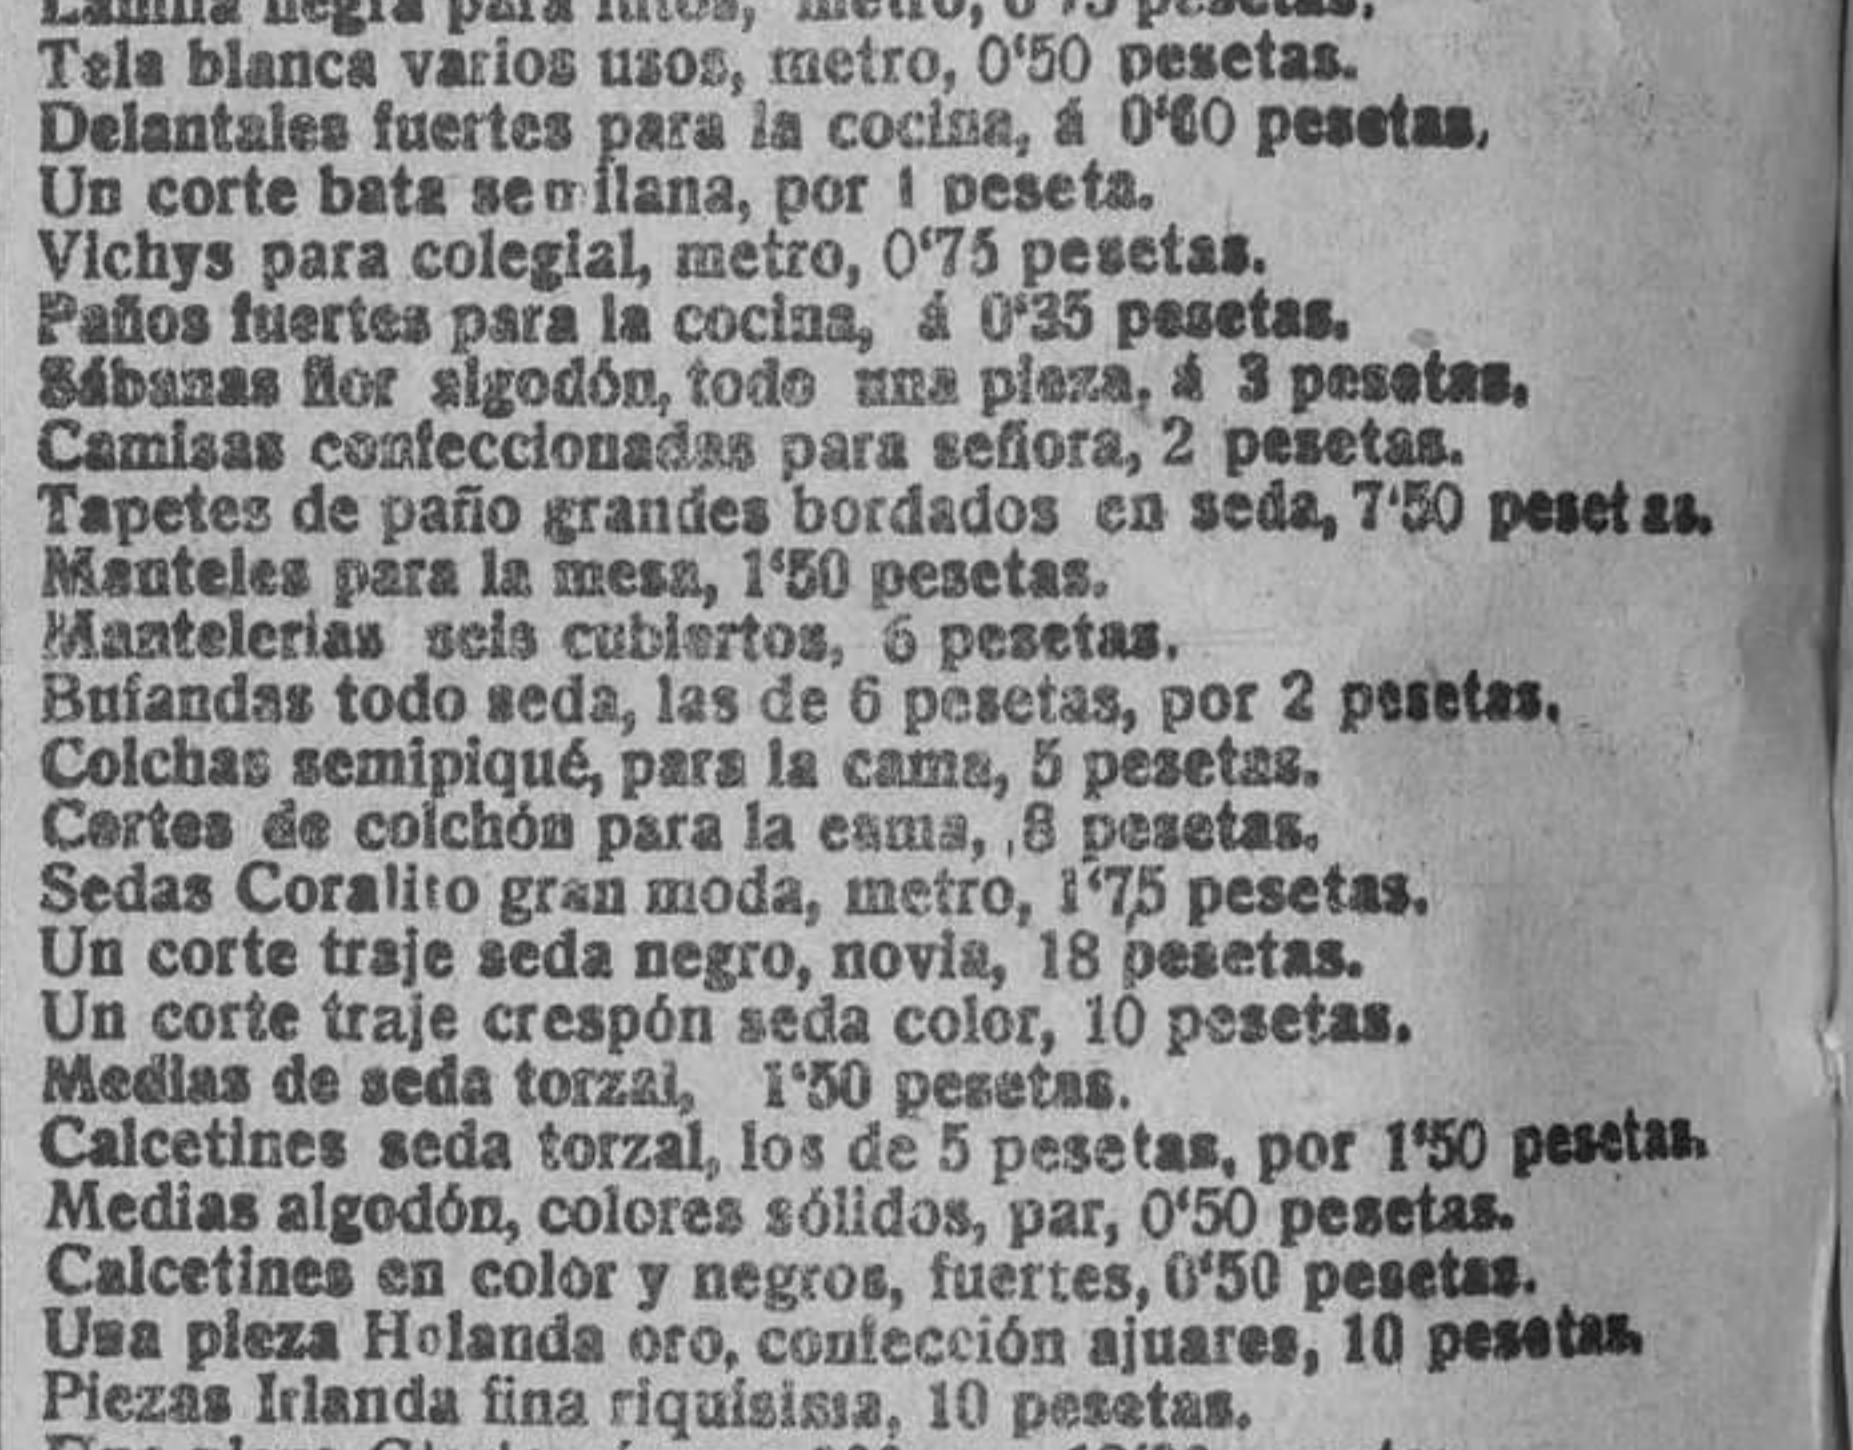 negra para lutos, metro, 0'75 pesetas.
Tela blanca varios usos, metro, 0'50 pesetas.
Delantales fuertes para la cocina, á 0'60 pesetas.
Un corte bata semilana, por 1 peseta.
Vichys para colegial, metro, 0'75 pesetas.
Paños fuertes para la cocina, á 0'35 pesetas.
Sábanas flor algodón, todo una pieza, á 3 pesetas.
Camisas confeccionadas para señora, 2 pesetas.
Tapetes de paño grandes bordados en seda, 7'50 pesetas.
Manteles para la mesa, 1'50 pesetas.
Mantelerias seis cubiertos, 6 pesetas.
Bufandas todo seda, las de 6 pesetas, por 2 pesetas.
Colchas semipiqué, para la cama, 5 pesetas.
Cortes de colchón para la cama, 8 pesetas.
Sedas Coralito gran moda, metro, 1'75 pesetas.
Un corte traje seda negro, novia, 18 pesetas.
Un corte traje crespón seda color, 10 pesetas.
Medias de seda torzal, 1'50 pesetas.
Calcetines seda torzal, los de 5 pesetas, por 1'50 pesetas.
Medias algodón, colores sólidos, par, 0'50 pesetas.
Calcetines en color y negros, fuertes, 0'50 pesetas.
Una pieza Holanda oro, confección ajuares, 10 pesetas.
Piezas Irlanda fina riquísima, 10 pesetas.